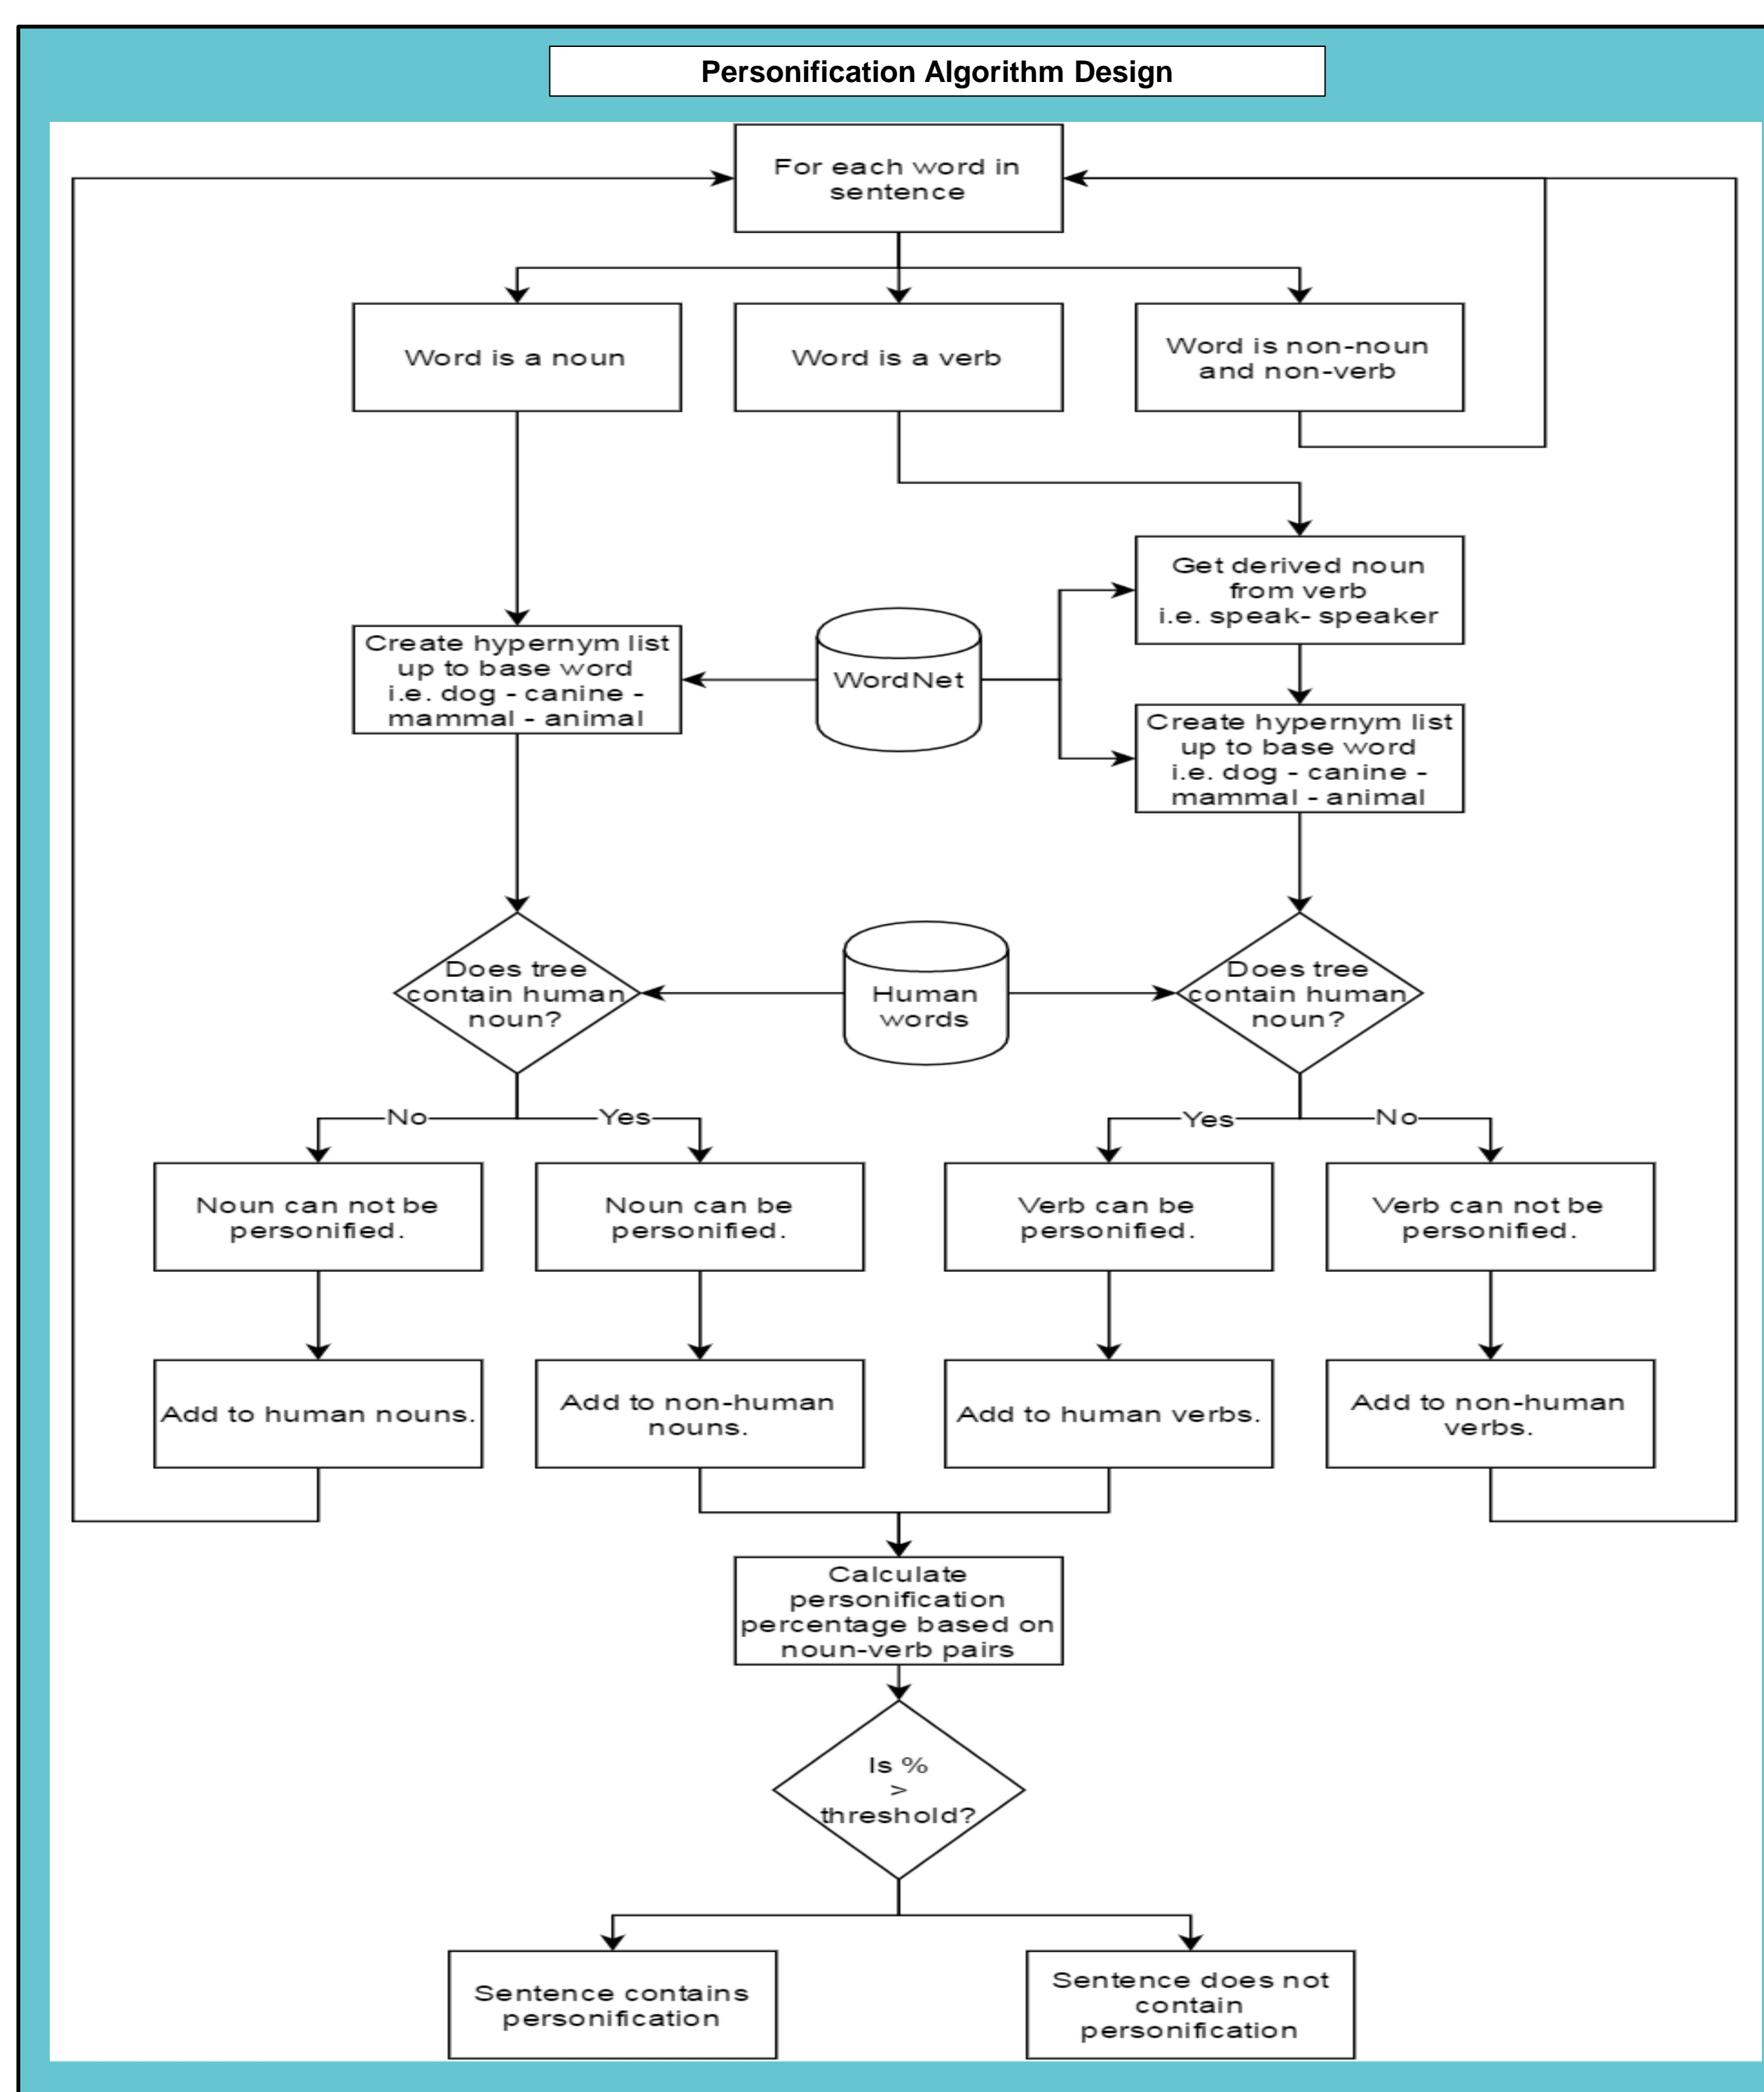 Personification Algorithm Design
For each word in
sentence
Word is a noun
Word is a verb
Word is non-noun
and non-verb
Get derived noun
from verb
i.e. speak- speaker
Create hypernym list
up to base word
i.e. dog - canine -
mammal - animal
WordNet
Create hypernym list
up to base word
i.e. dog - canine -
mammal - animal
Does tree
contain human
noun?
Human
words
Does tree
contain human
noun?
No
Yes
Yes
No
Noun can not be
personified.
Noun can be
personified.
Verb can be
personified.
Verb can not be
personified.
Add to human nouns.
Add to non-human
nouns.
Add to human verbs.
Add to non-human
verbs.
Calculate
personification
percentage based on
noun-verb pairs
Is %
>
threshold?
Sentence contains
personification
Sentence does not
contain
personification